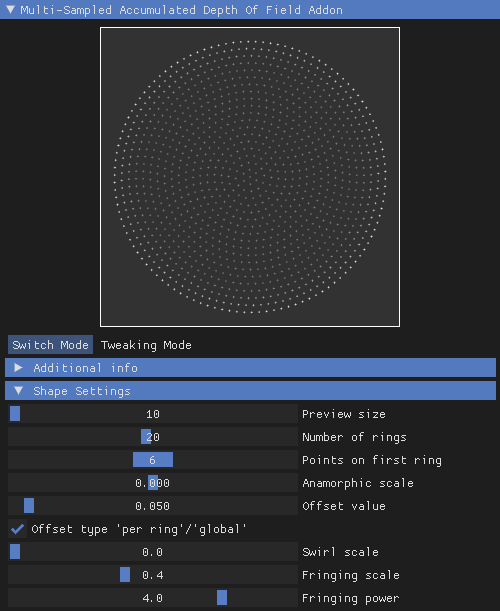 Multi-Sampled Accumulated Depth Of Field Addon
Switch Mode Tweaking Mode
Additional info
Shape Settings
10 Preview size
20 Number of rings
6 Points on first ring
0.000 Anamorphic scale
0.050 Offset value
Offset type 'per ring'/'global'
0.0 Swirl scale
0.4 Fringing scale
4.0 Fringing power